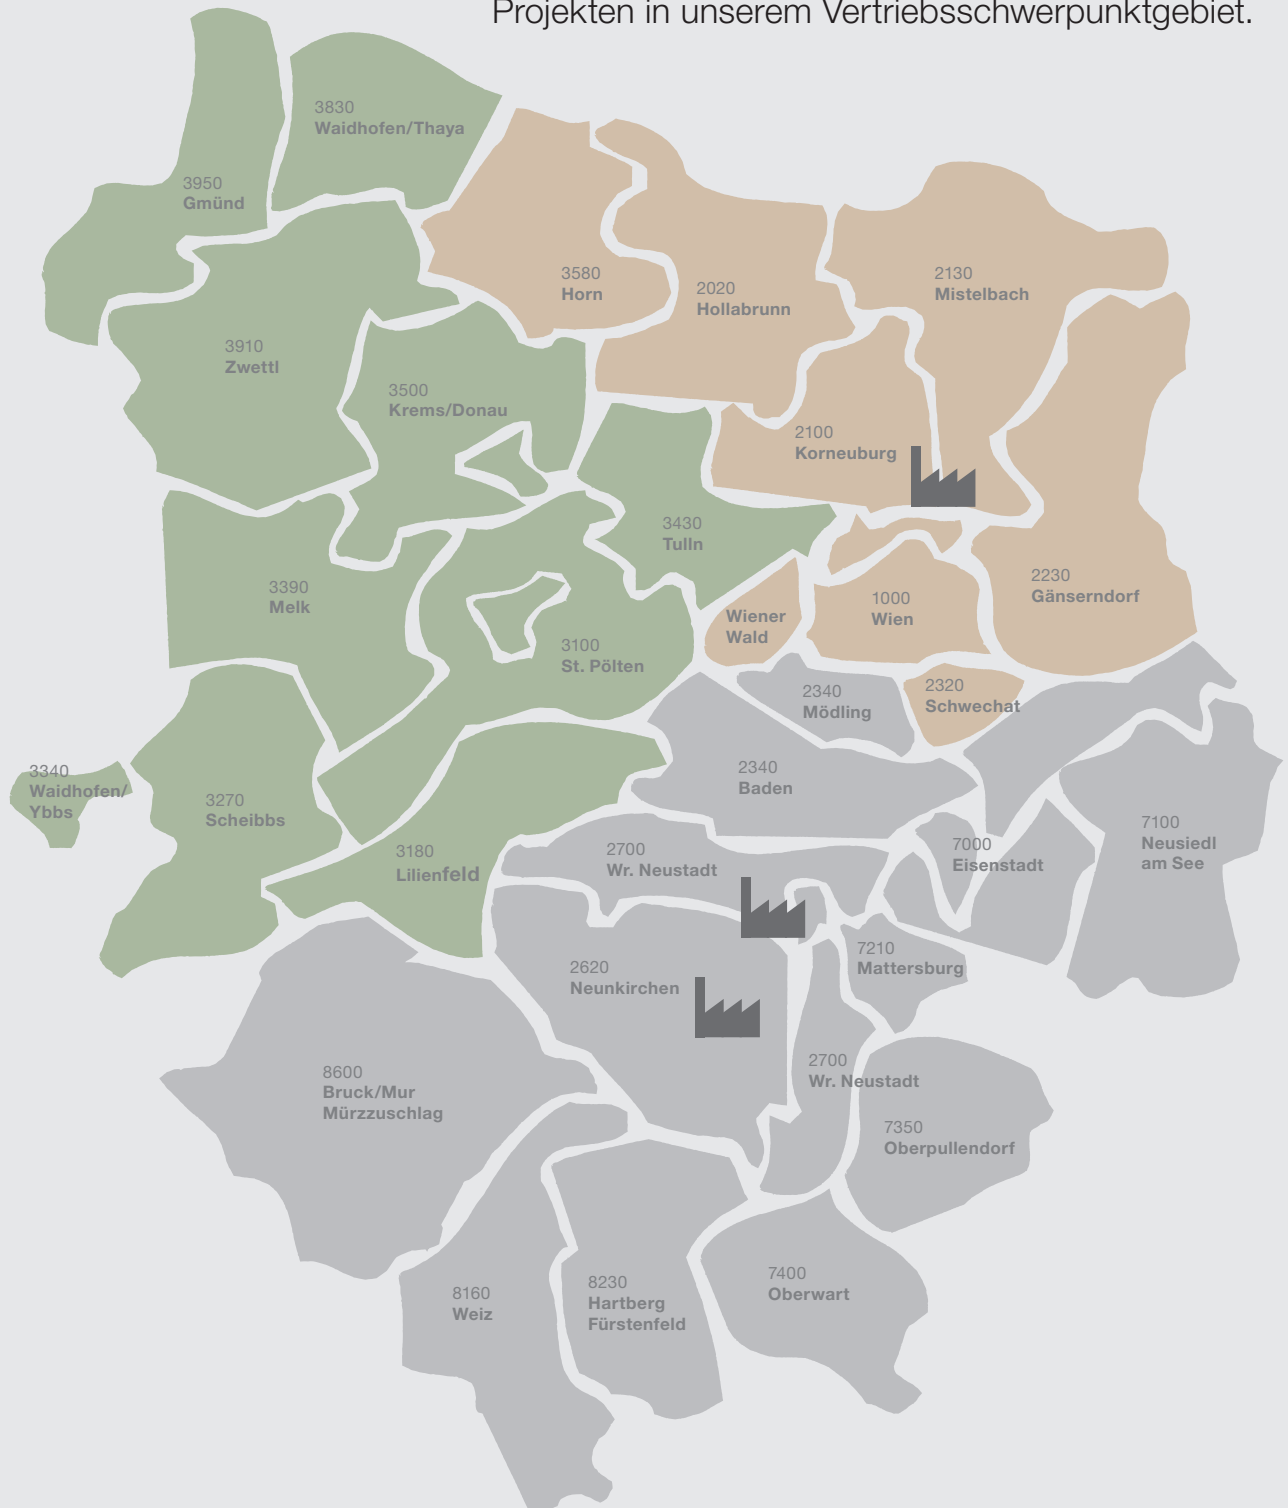 Projekten in unserem Vertriebsschwerpunktgebiet.
3830
Waidhofen/Thaya
3950
Gmünd
3580
Horn
2020
Hollabrunn
2130
Mistelbach
3910
Zwettl
3500
Krems/Donau
2100
Korneuburg
3430
Tulln
3390
Melk
2230
Gänserndorf
1000
Wien
Wiener
Wald
3100
St. Pölten
2340
Mödling
2320
Schwechat
3340
Waidhofen/
Ybbs
3270
Scheibbs
2340
Baden
3180
Lilienfeld
2700
Wr. Neustadt
7000
Eisenstadt
7100
Neusiedl
am See
2620
Neunkirchen
7210
Mattersburg
8600
Bruck/Mur
Mürzzuschlag
2700
Wr. Neustadt
7350
Oberpullendorf
8160
Weiz
8230
Hartberg
Fürstenfeld
7400
Oberwart